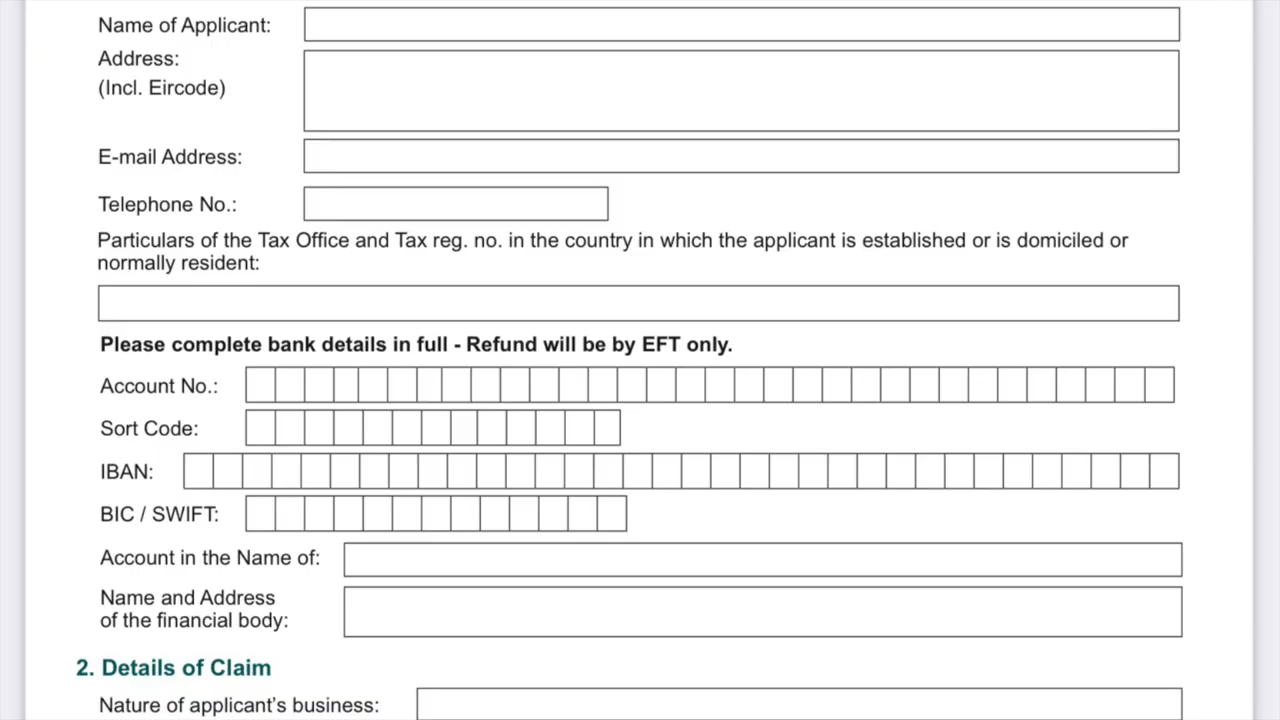 Name of Applicant:
Address:
(Incl. Eircode)
E-mail Address:
Telephone No.:
Particulars of the Tax Office and Tax reg. no. in the country in which the applicant is established or is domiciled or
normally resident:
Please complete bank details in full - Refund will be by EFT only.
Account No.:
Sort Code:
IBAN:
BIC / SWIFT:
Account in the Name of:
Name and Address
of the financial body:
2. Details of Claim
Nature of applicant's business: